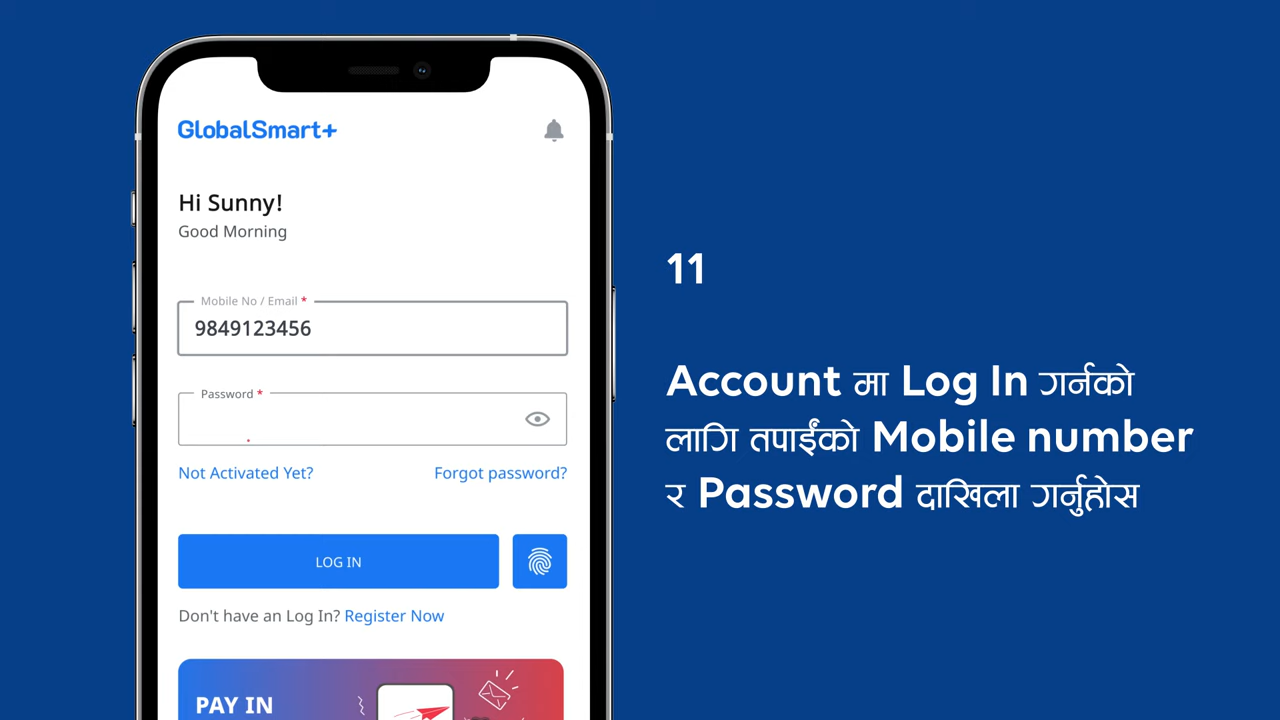 GlobalSmart+
Hi Sunny!
Good Morning
Mobile No / Email *
9849123456
Password *
Not Activated Yet?
Forgot password?
LOG IN
Don't have an Log In? Register Now
PAY IN
11
Account मा Log In गर्नको
लागि तपाईंको Mobile number
र Password दाखिला गर्नुहोस